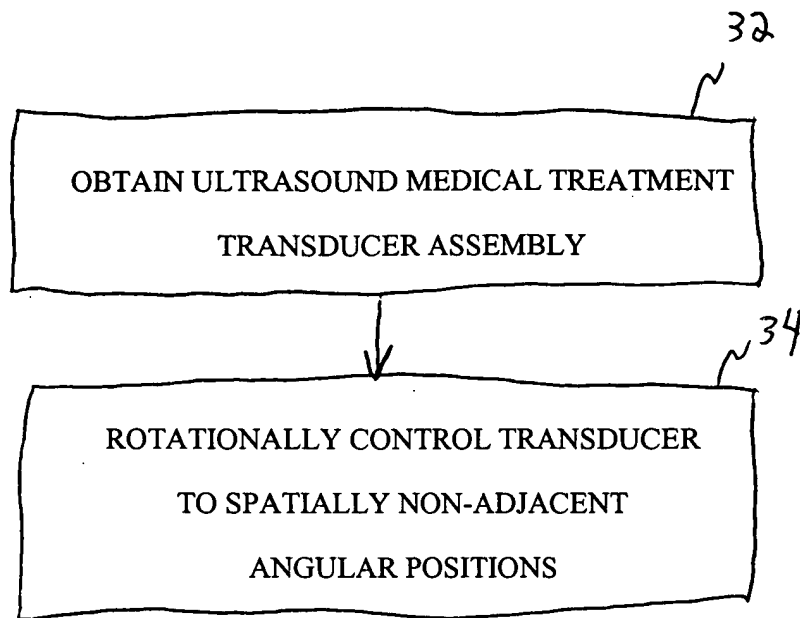 32
OBTAIN ULTRASOUND MEDICAL TREATMENT
TRANSDUCER ASSEMBLY
34
ROTATIONALLY CONTROL TRANSDUCER
TO SPATIALLY NON-ADJACENT
ANGULAR POSITIONS